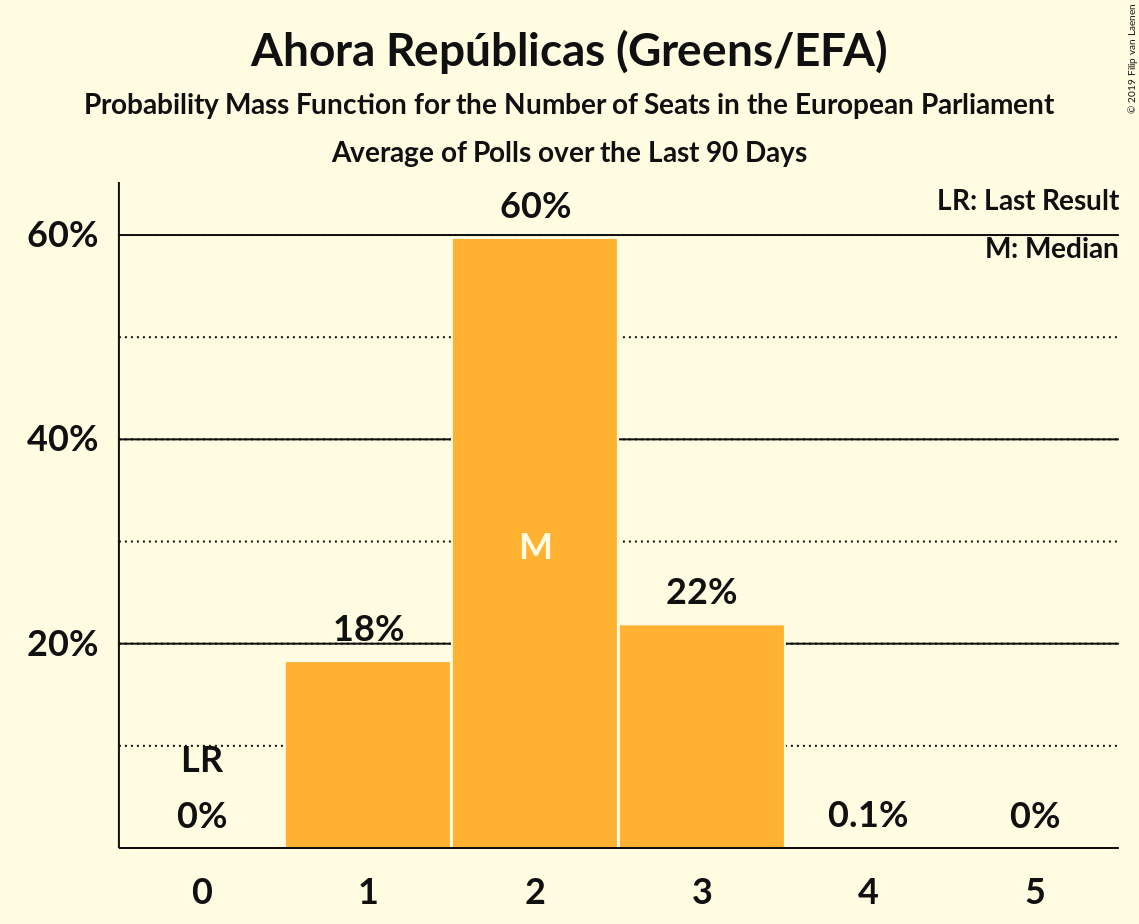 Ahora Repúblicas (Greens/EFA)
Probability Mass Function for the Number of Seats in the European Parliament
Average of Polls over the Last 90 Days
© 2019 Filip van Laenen
LR: Last Result
M: Median
60%
40%
20%
LR
0%
18%
60%
M
22%
0.1%
0%
0 1 2 3 4 5